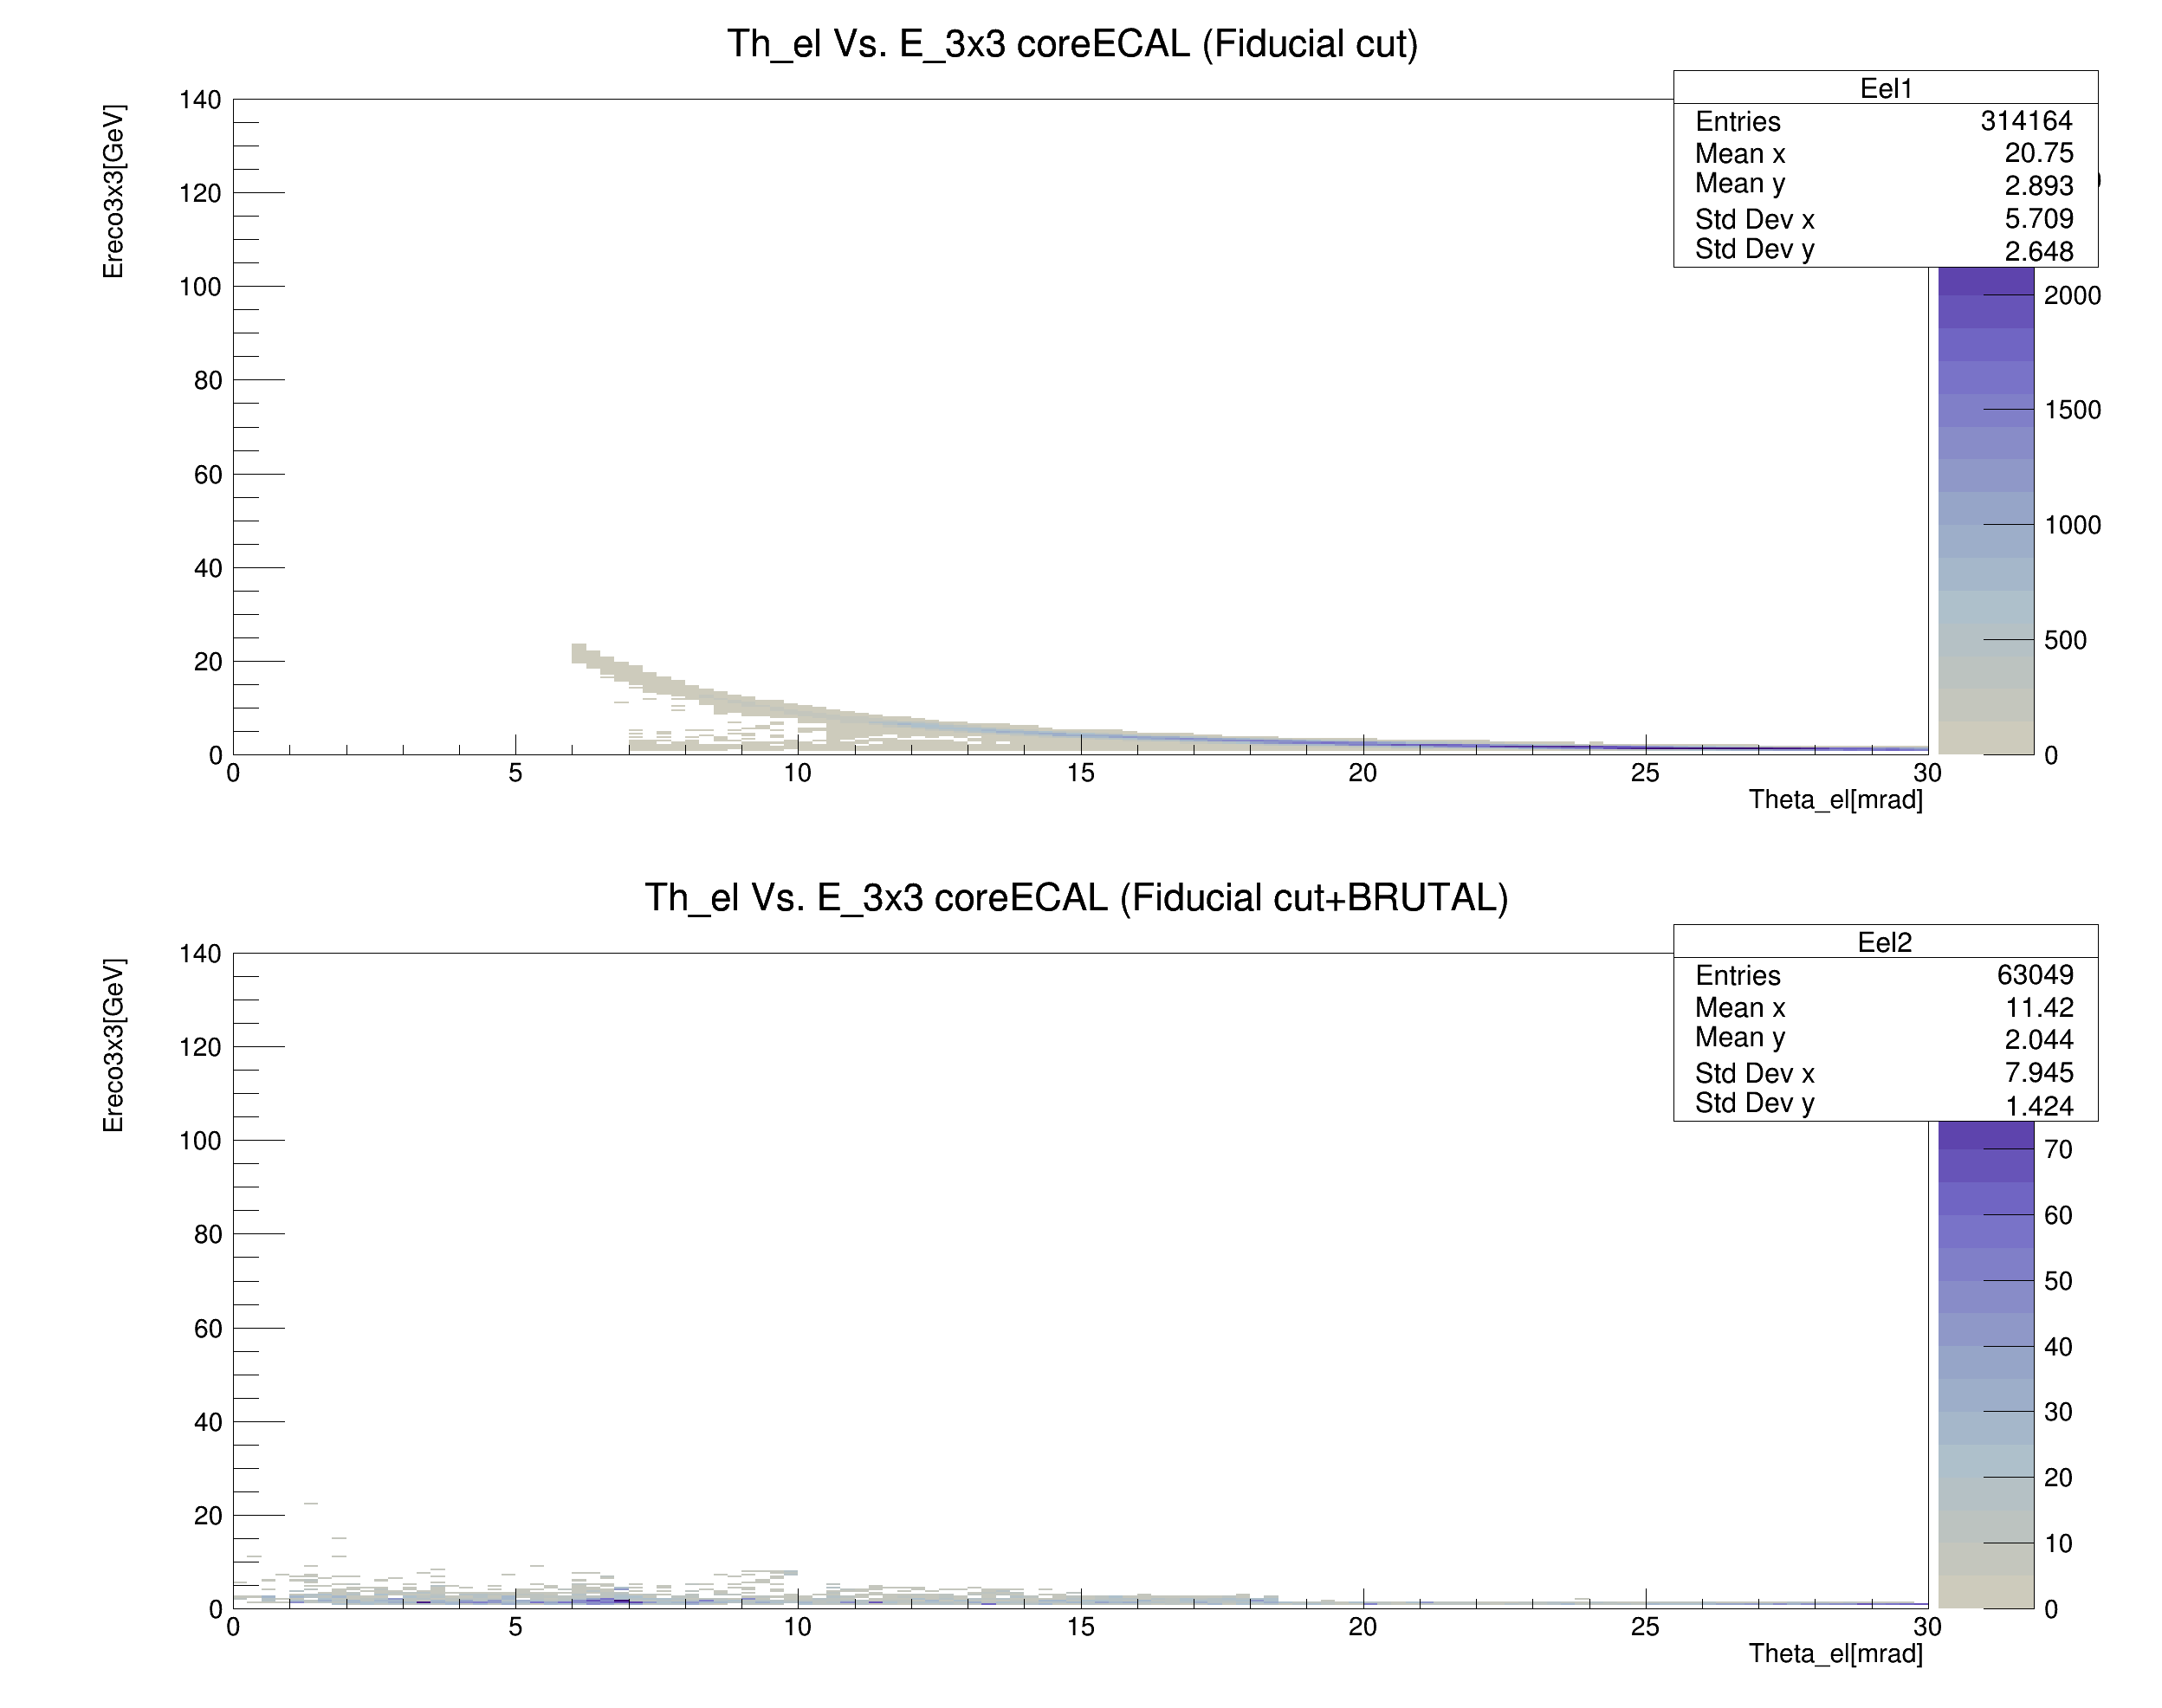 Th_el Vs. E_3x3 coreECAL (Fiducial cut)
Ereco3x3[GeV]
140
120
100
80
60
40
20
0
0 5 10 15 20 25 30
Theta_el[mrad]
Eel1
Entries 314164
Mean x 20.75
Mean y 2.893
Std Dev x 5.709
Std Dev y 2.648
2000
1500
1000
500
0
Th_el Vs. E_3x3 coreECAL (Fiducial cut+BRUTAL)
Ereco3x3[GeV]
140
120
100
80
60
40
20
0
0 5 10 15 20 25 30
Theta_el[mrad]
Eel2
Entries 63049
Mean x 11.42
Mean y 2.044
Std Dev x 7.945
Std Dev y 1.424
70
60
50
40
30
20
10
0